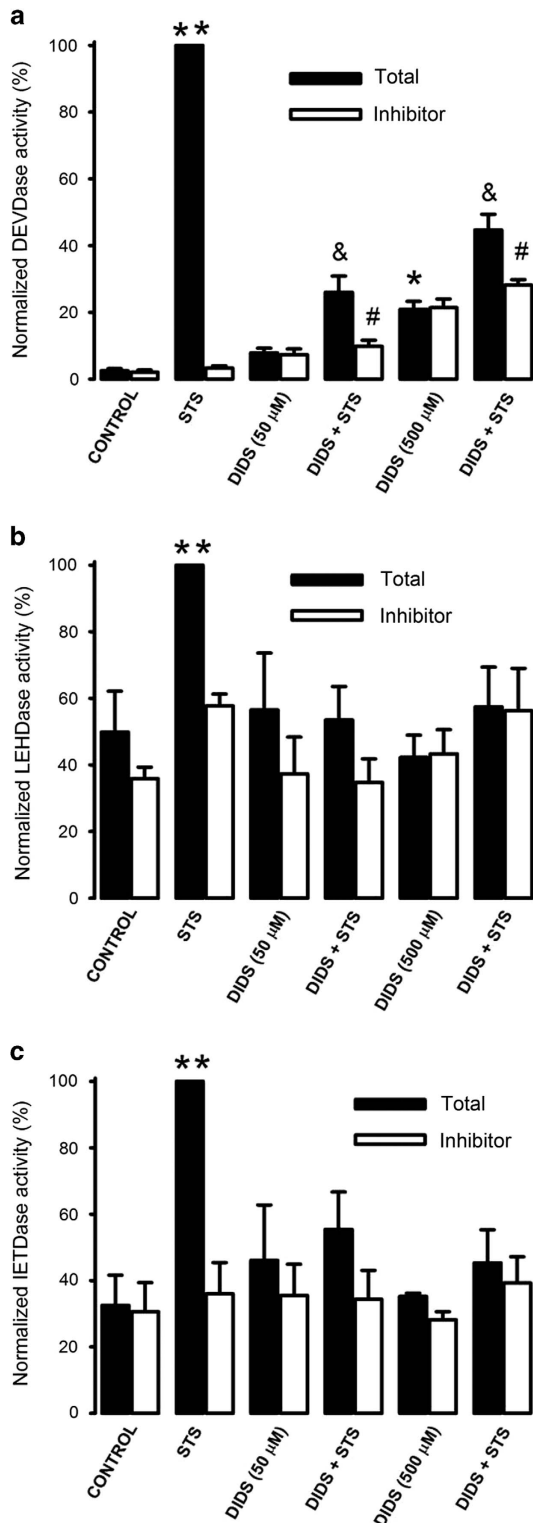 a
**
100
80
60
40
20
0
Normalized DEVDase activity (%)
Total
Inhibitor
&
#
*
&
#
CONTROL
STS
DIDS (50 μM)
DIDS + STS
DIDS (500 μM)
DIDS + STS
b
**
100
80
60
40
20
0
Normalized LEHDase activity (%)
Total
Inhibitor
CONTROL
STS
DIDS (50 μM)
DIDS + STS
DIDS (500 μM)
DIDS + STS
c
**
100
80
60
40
20
0
Normalized IETDase activity (%)
Total
Inhibitor
CONTROL
STS
DIDS (50 μM)
DIDS + STS
DIDS (500 μM)
DIDS + STS